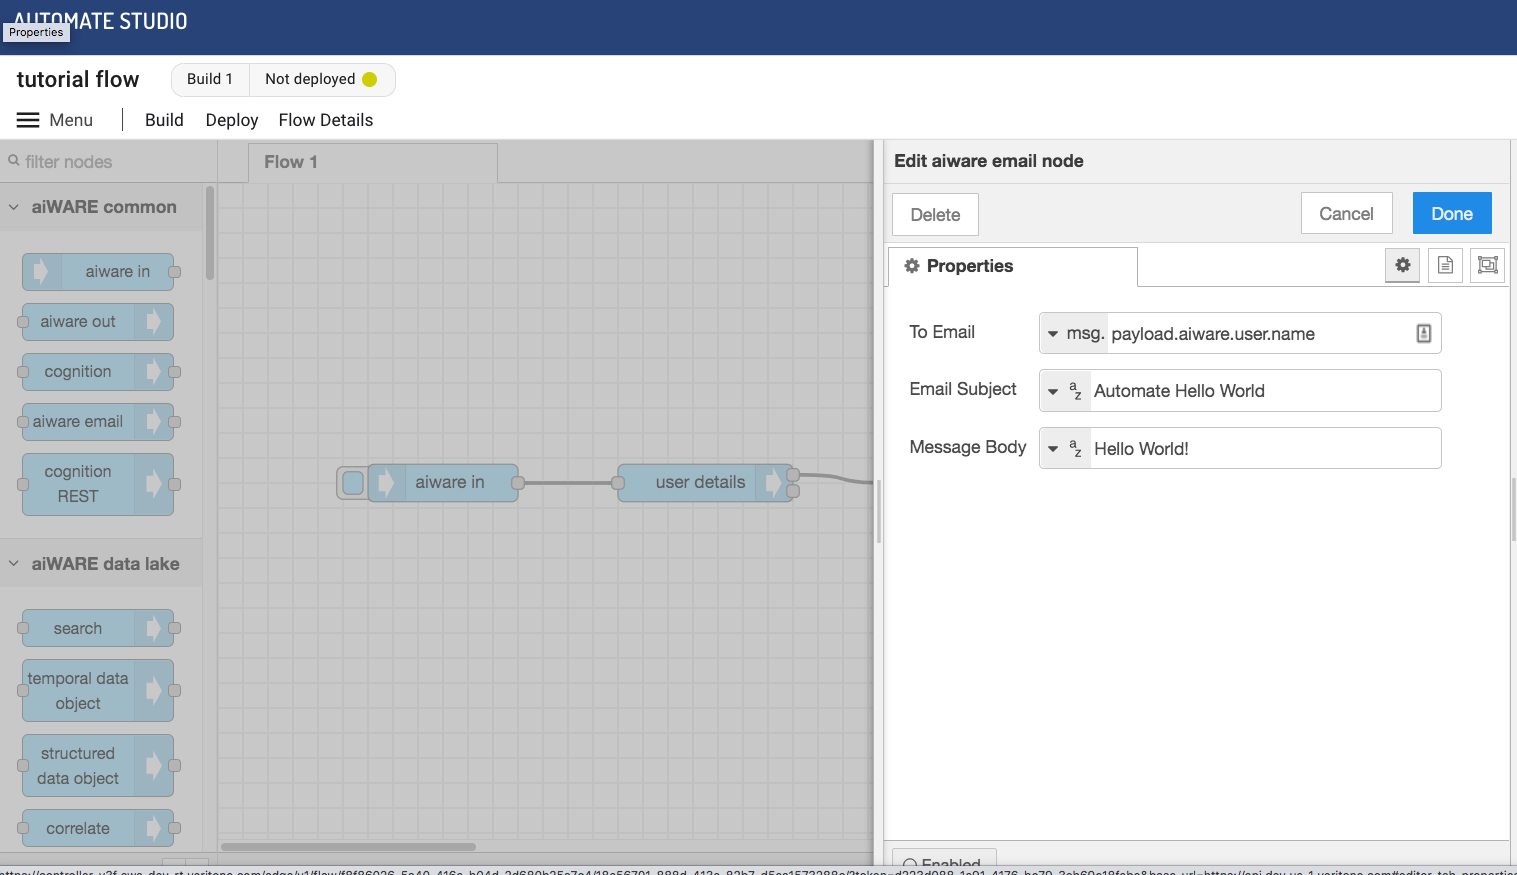 AUTOMATE STUDIO
Properties
tutorial flow
Build 1
Not deployed
Menu
Build
Deploy
Flow Details
filter nodes
Flow 1
aiWARE common
aiware in
aiware out
cognition
aiware email
cognition
REST
aiWARE data lake
search
temporal data
object
structured
data object
correlate
aiware in
user details
Edit aiware email node
Delete
Cancel
Done
Properties
To Email
msg.
payload.aiware.user.name
Email Subject
a
z
Automate Hello World
Message Body
a
z
Hello World!
Enabled